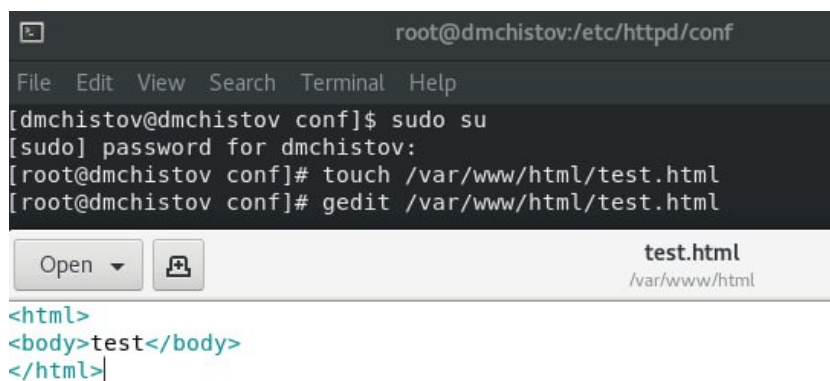 root@dmchistov:/etc/httpd/conf
File Edit View Search Terminal Help
[dmchistov@dmchistov conf]$ sudo su
[sudo] password for dmchistov:
[root@dmchistov conf]# touch /var/www/html/test.html
[root@dmchistov conf]# gedit /var/www/html/test.html
Open
test.html
/var/www/html
<html>
<body>test</body>
</html>